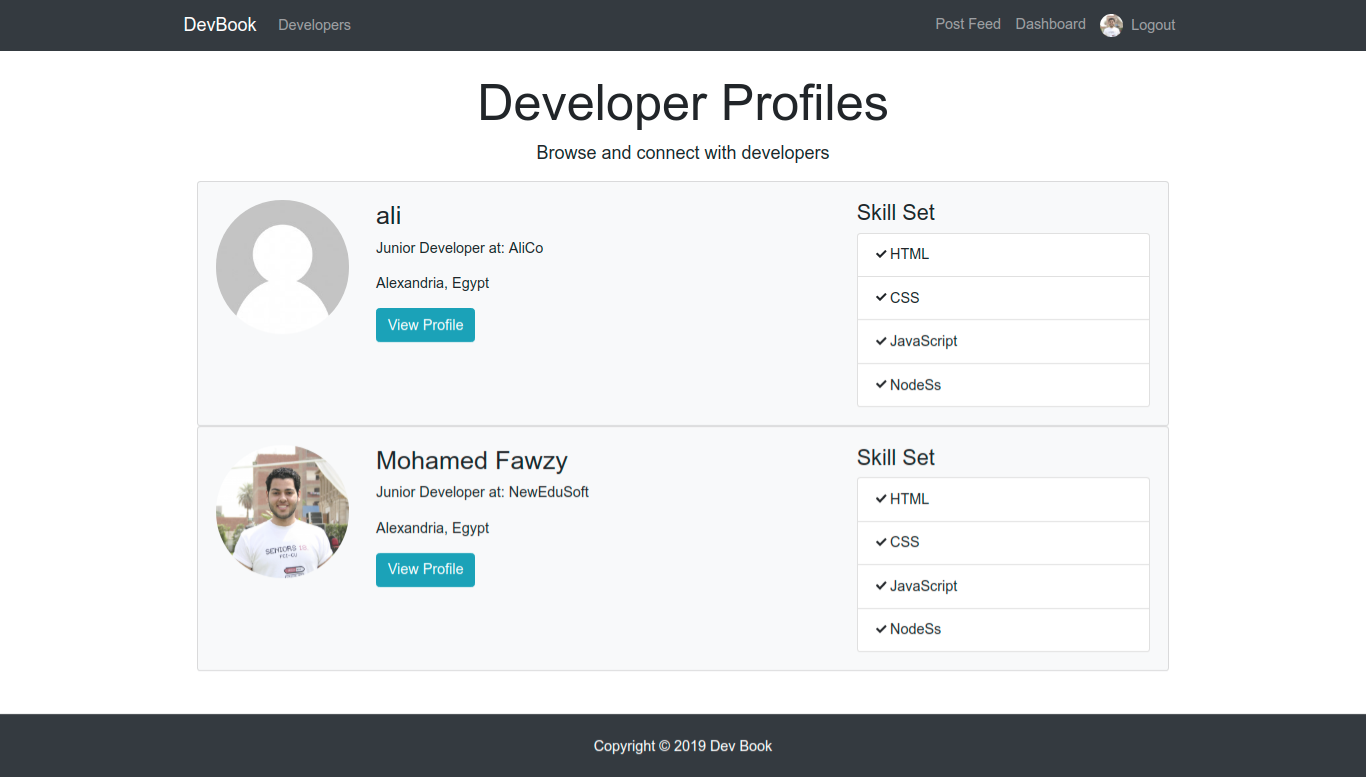 DevBook Developers Post Feed Dashboard Logout
Developer Profiles
Browse and connect with developers
ali
Junior Developer at: AliCo
Alexandria, Egypt
View Profile
Skill Set
HTML
CSS
JavaScript
NodeSs
Mohamed Fawzy
Junior Developer at: NewEduSoft
Alexandria, Egypt
View Profile
SENIORS 18
Skill Set
HTML
CSS
JavaScript
NodeSs
Copyright © 2019 Dev Book